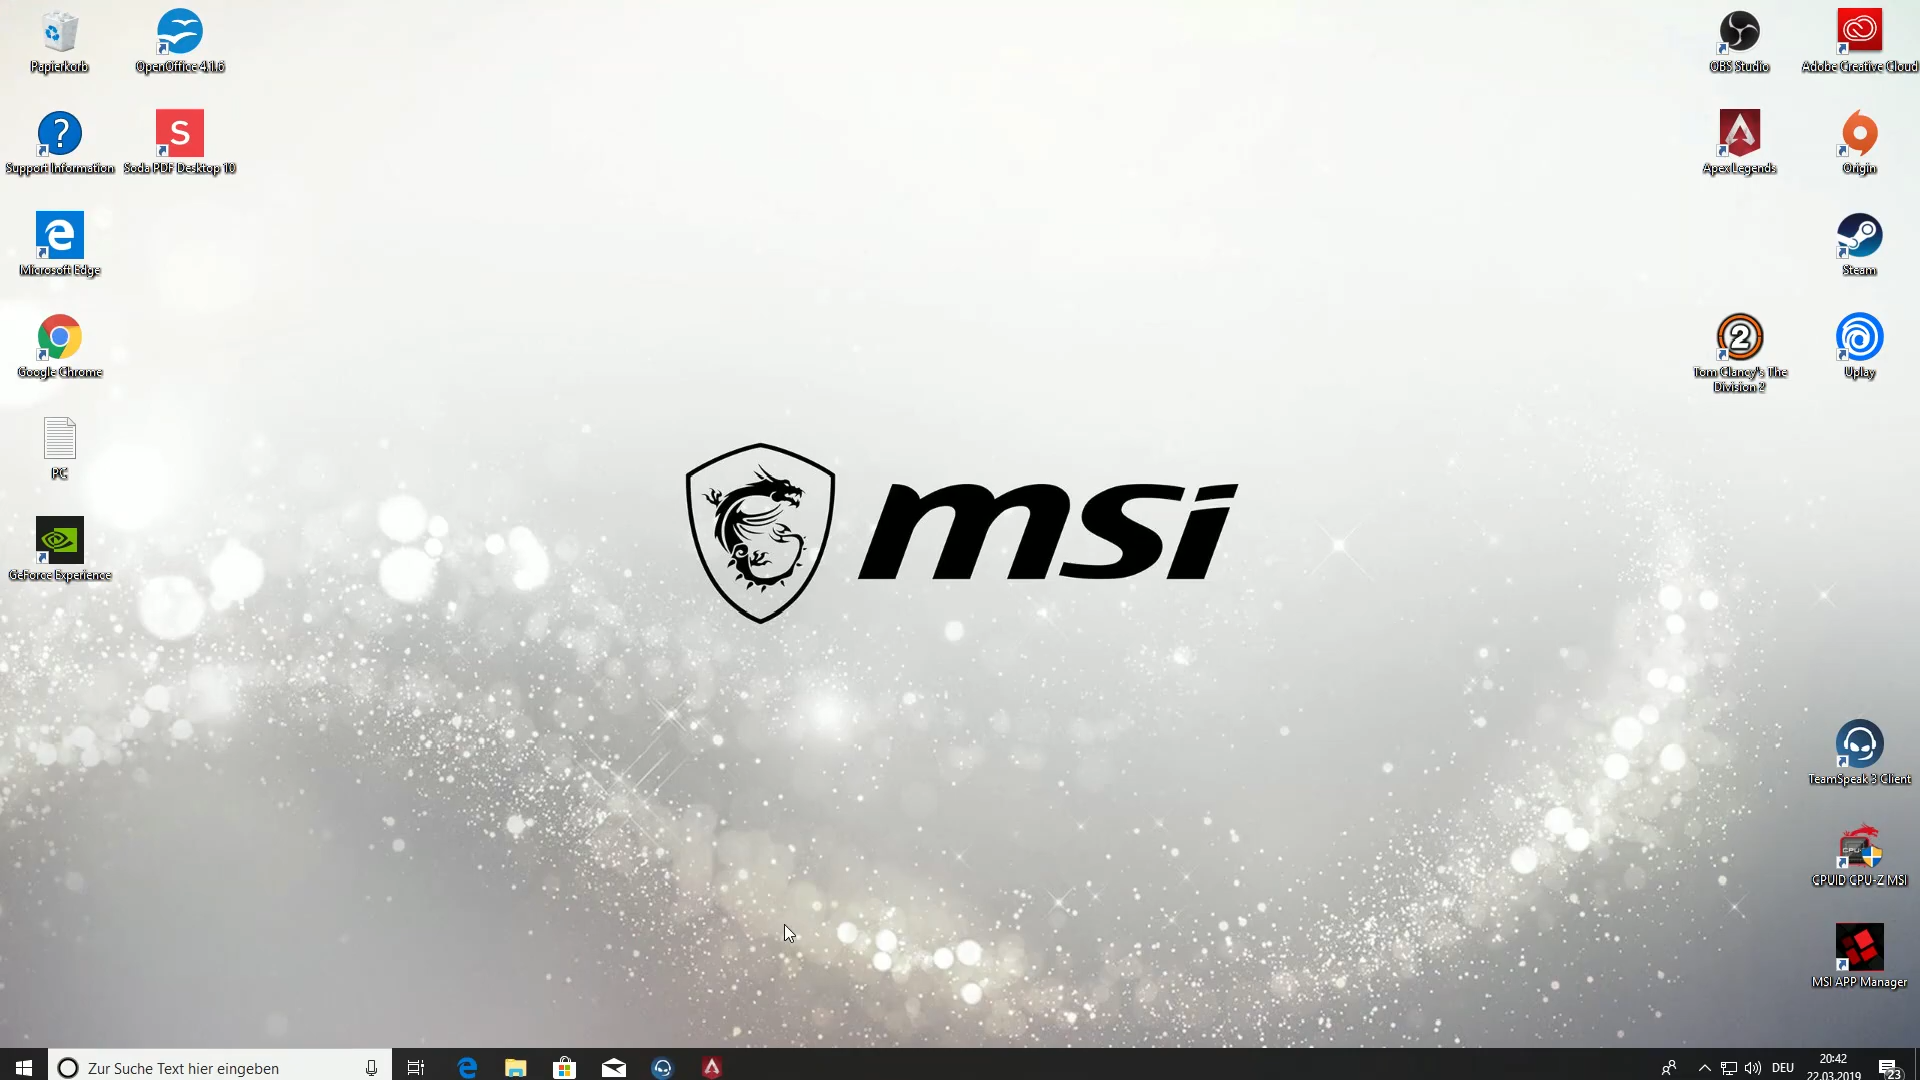 Papierkorb
OpenOffice 4.1.6
OBS Studio
Adobe Creative Cloud
Support Information
S
Soda PDF Desktop 10
Apex Legends
Origin
Microsoft Edge
Steam
Google Chrome
2
Tom Clancy's The
Division 2
Uplay
PC
msi
GeForce Experience
TeamSpeak 3 Client
CPU
CPUID CPU-Z MSI
MSI APP Manager
Zur Suche Text hier eingeben
DEU
20:42
22.03.2019
23